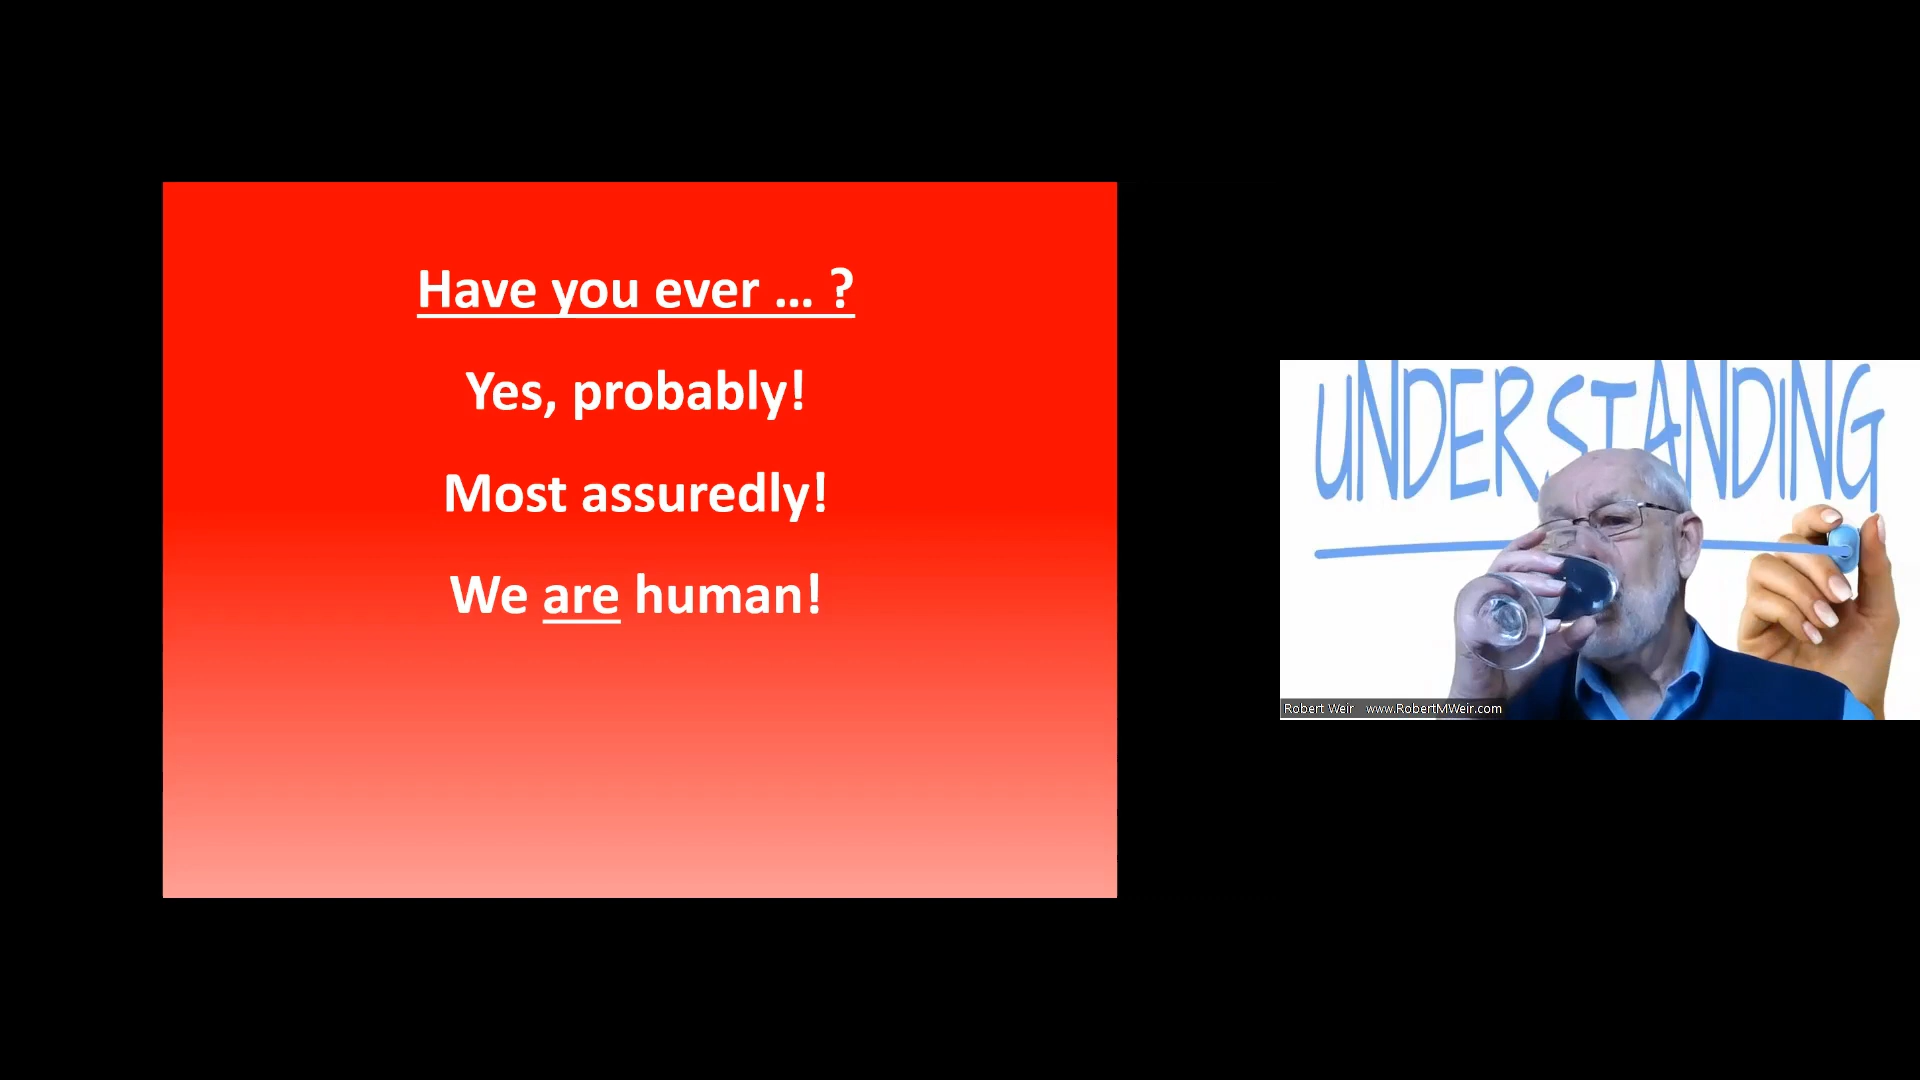 Have you ever ... ?
Yes, probably!
Most assuredly!
We are human!
UNDERSTANDING
Robert Weir www.RobertMWeir.com